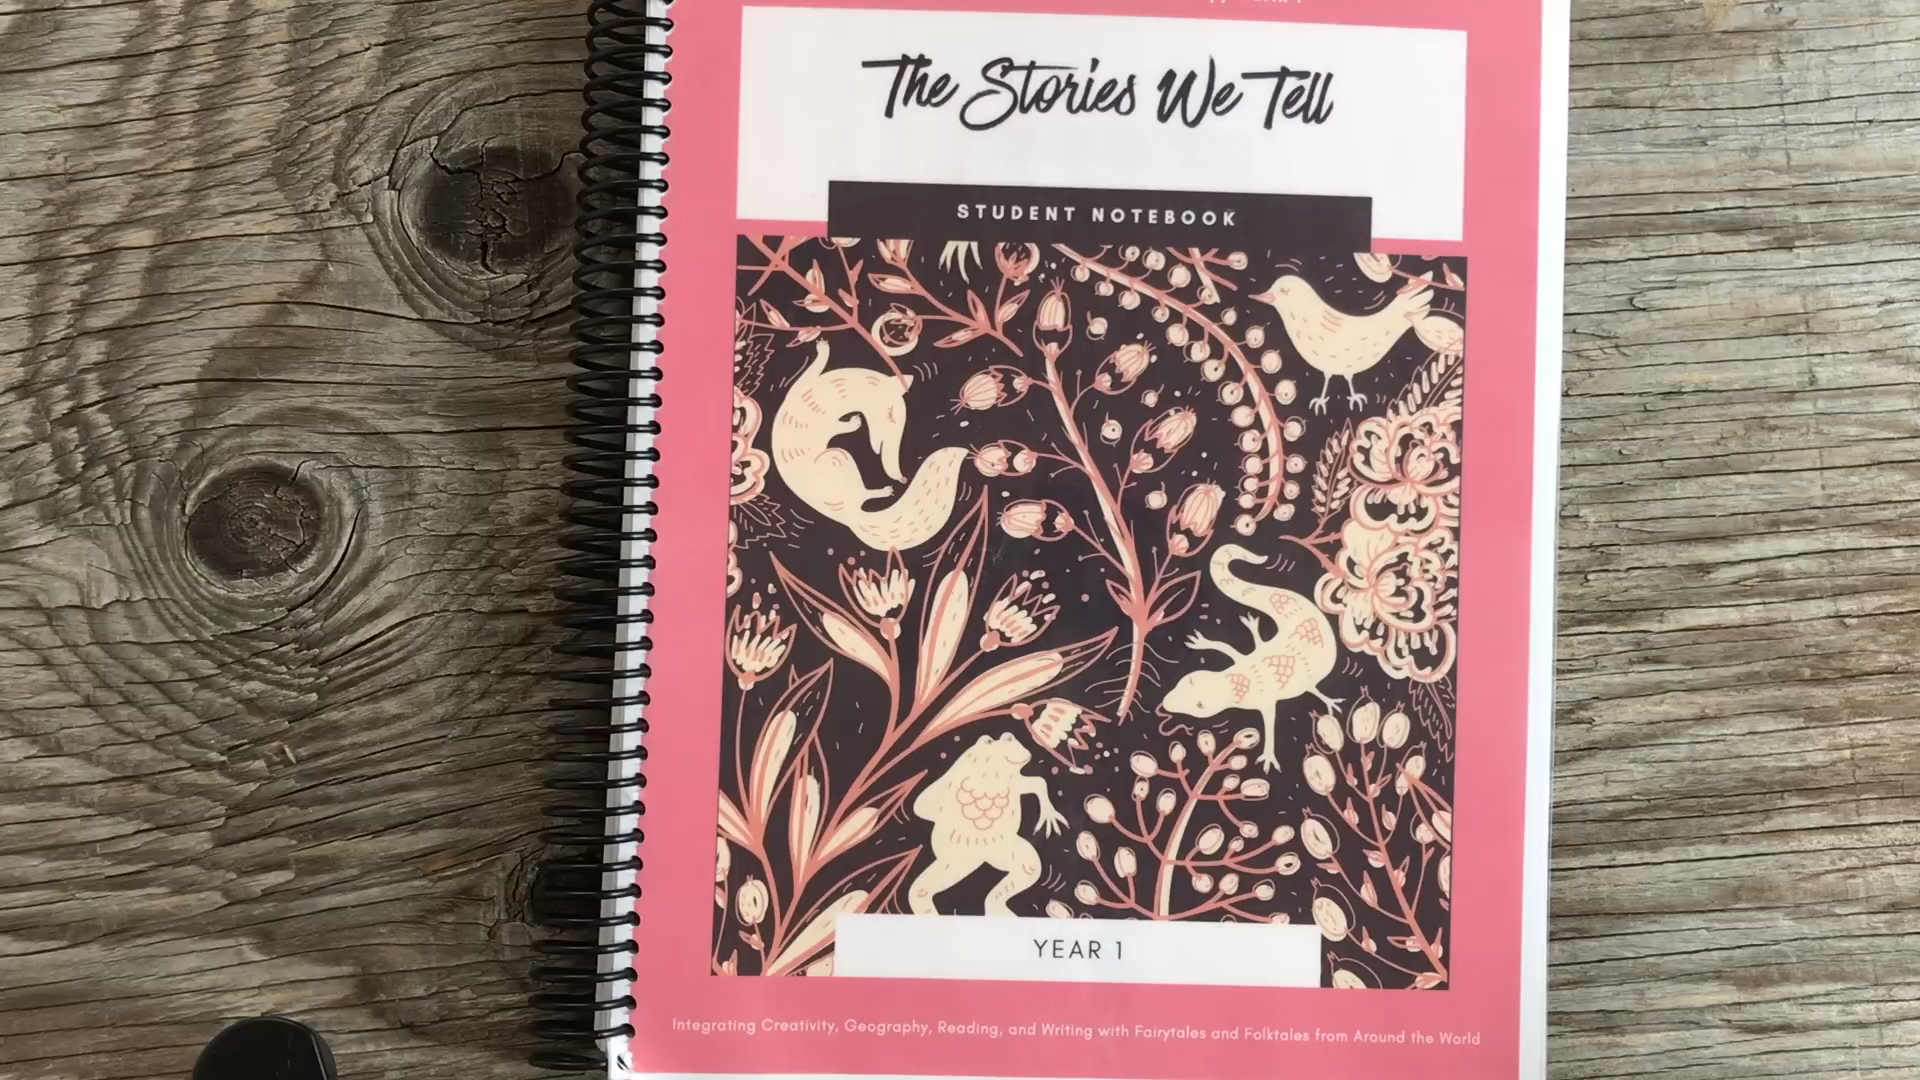 The Stories We Tell
STUDENT NOTEBOOK
YEAR 1
Integrating Creativity, Geography, Reading, and Writing with Fairytales and Folktales from Around the World